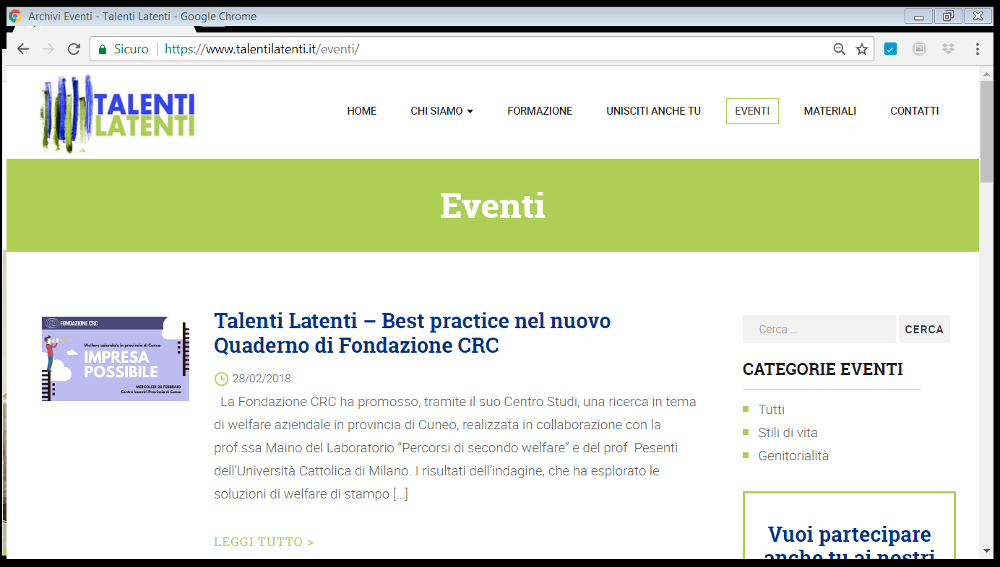 Archivi Eventi - Talenti Latenti - Google Chrome
Sicuro https://www.talentilatenti.it/eventi/
TALENTI
LATENTI
HOME CHI SIAMO FORMAZIONE UNISCITI ANCHE TU EVENTI MATERIALI CONTATTI
Eventi
FONDAZIONE CRC
Welfare aziendale in provincia di Cuneo
IMPRESA
POSSIBILE
MERCOLEDÌ 28 FEBBRAIO
Centro Incontri Provincia di Cuneo
Talenti Latenti – Best practice nel nuovo
Quaderno di Fondazione CRC
28/02/2018
La Fondazione CRC ha promosso, tramite il suo Centro Studi, una ricerca in tema
di welfare aziendale in provincia di Cuneo, realizzata in collaborazione con la
prof.ssa Maino del Laboratorio “Percorsi di secondo welfare” e del prof. Pesenti
dell’Università Cattolica di Milano. I risultati dell’indagine, che ha esplorato le
soluzioni di welfare di stampo […]
LEGGI TUTTO >
Cerca … CERCA
CATEGORIE EVENTI
Tutti
Stili di vita
Genitorialità
Vuoi partecipare
anche tu ai nostri